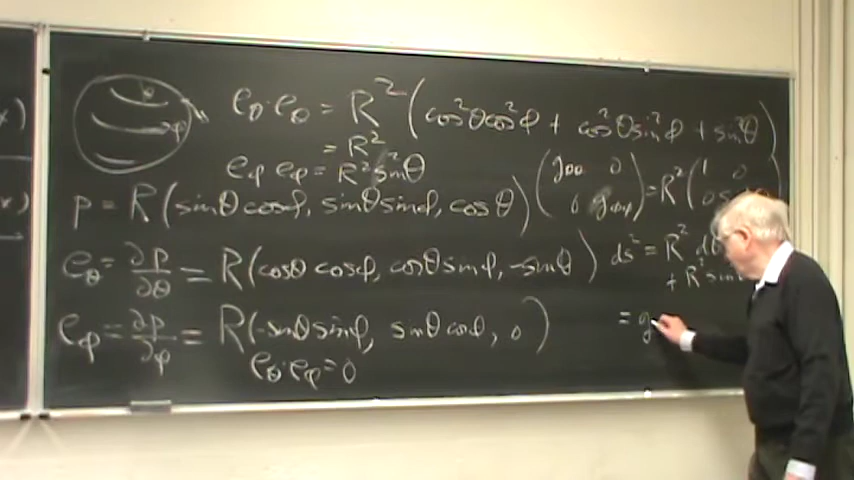 e_θ · e_θ = R² (cos²θcos²φ + cos²θsin²φ + sin²θ)
= R²
e_φ e_φ = R² sin²θ
p = R(sinθ cosφ, sinθ sinφ, cos θ)
(g_θθ 0
0 g_φφ) = R² (1 0
0 s
e_θ = ∂p/∂θ = R(cosθ cosφ, cosθ sinφ, -sinθ)
ds² = R² dθ
+ R² sin
e_φ = ∂p/∂φ = R(-sinθ sinφ, sinθ cosφ, 0)
= g
e_θ · e_φ = 0